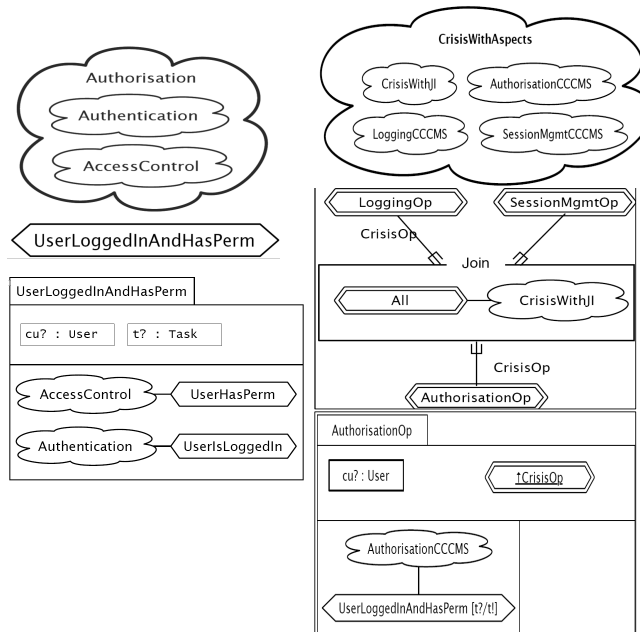 Authorisation
Authentication
AccessControl
UserLoggedInAndHasPerm
UserLoggedInAndHasPerm
cu? : User
t? : Task
AccessControl
UserHasPerm
Authentication
UserIsLoggedIn
CrisisWithAspects
CrisisWithJI
AuthorisationCCCMS
LoggingCCCMS
SessionMgmtCCCMS
LoggingOp
SessionMgmtOp
CrisisOp
Join
All
CrisisWithJI
CrisisOp
AuthorisationOp
AuthorisationOp
cu? : User
↑CrisisOp
AuthorisationCCCMS
UserLoggedInAndHasPerm [t?/t!]